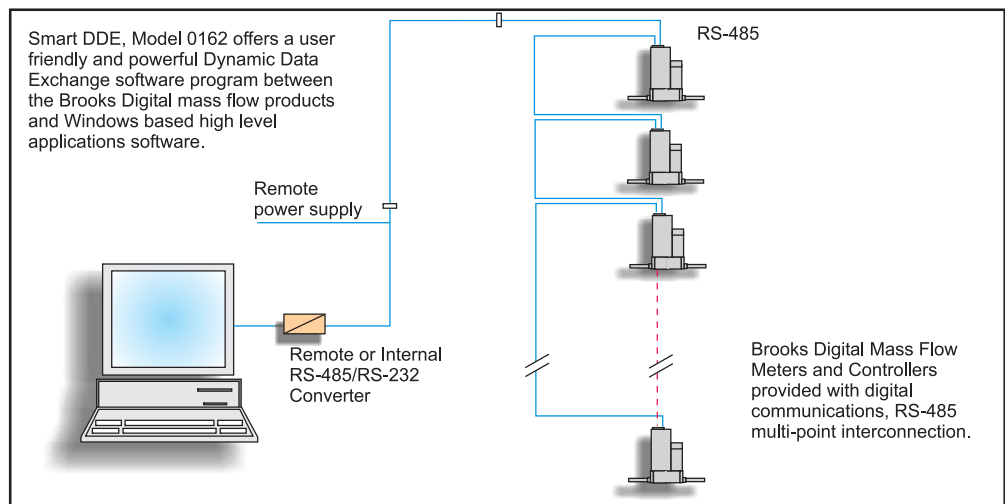 Smart DDE, Model 0162 offers a user
friendly and powerful Dynamic Data
Exchange software program between
the Brooks Digital mass flow products
and Windows based high level
applications software.
RS-485
Remote
power supply
Remote or Internal
RS-485/RS-232
Converter
Brooks Digital Mass Flow
Meters and Controllers
provided with digital
communications, RS-485
multi-point interconnection.